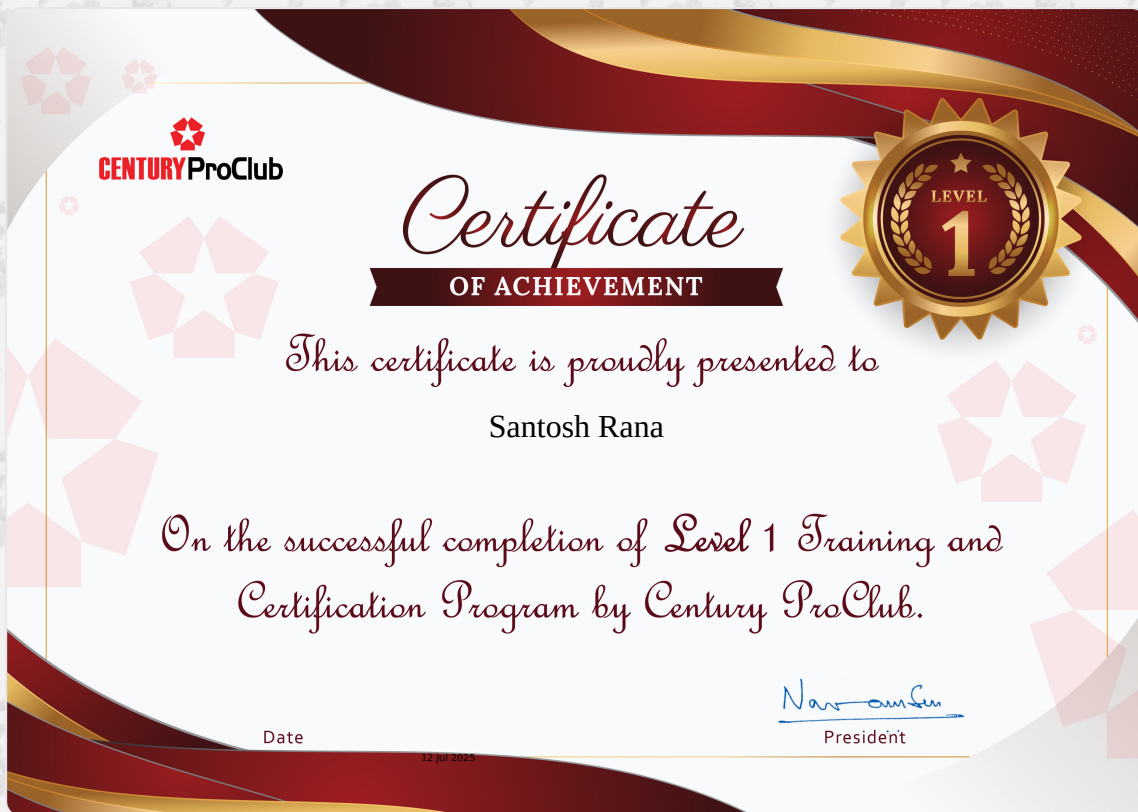 CENTURY ProClub
Certificate
OF ACHIEVEMENT
LEVEL
1
This certificate is proudly presented to
Santosh Rana
On the successful completion of Level 1 Training and
Certification Program by Century ProClub.
Date
President
12 Jul 2025